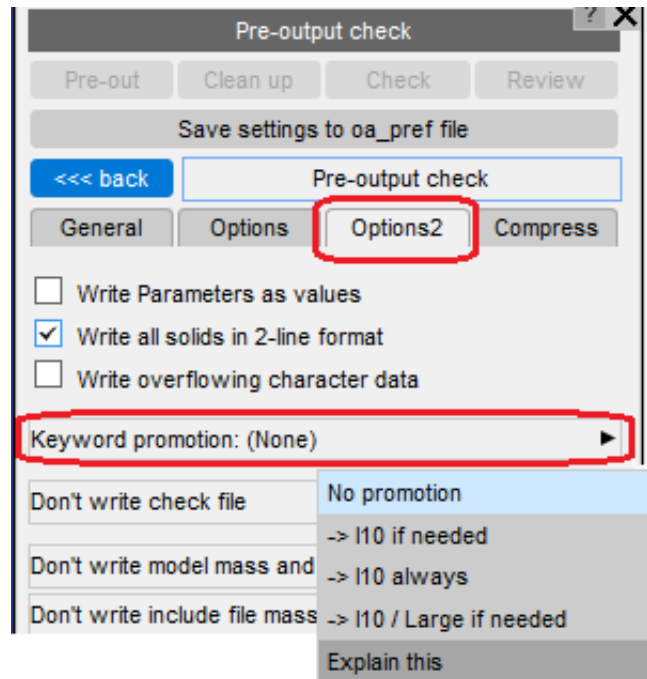 Pre-output check
? X
Pre-out Clean up Check Review
Save settings to oa_pref file
<<< back Pre-output check
General Options Options2 Compress
Write Parameters as values
Write all solids in 2-line format
Write overflowing character data
Keyword promotion: (None)
Don't write check file
No promotion
-> I10 if needed
Don't write model mass and
-> I10 always
Don't write include file mass
-> I10 / Large if needed
Explain this